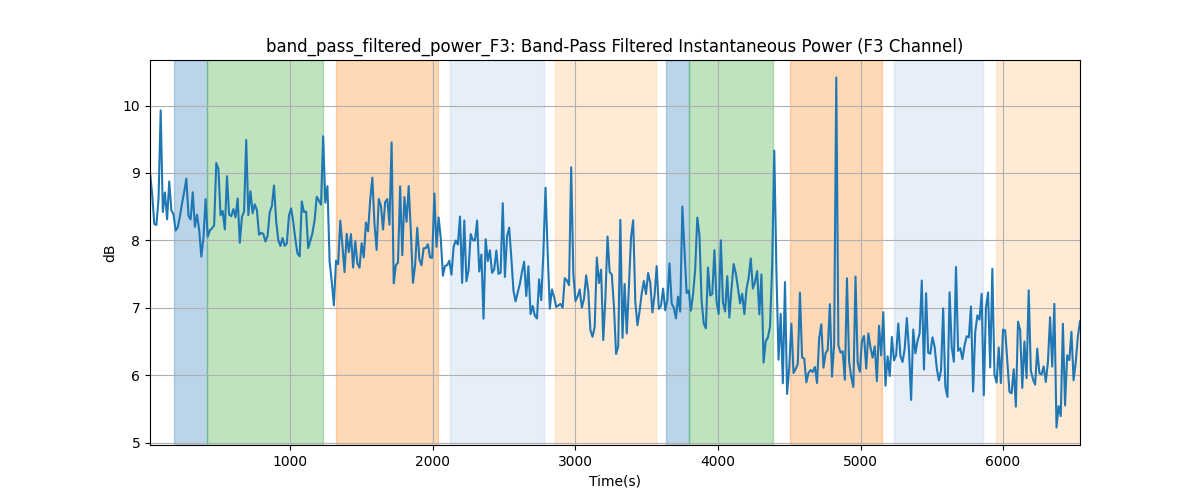 band_pass_filtered_power_F3: Band-Pass Filtered Instantaneous Power (F3 Channel)
10
9
8
7
6
5
dB
1000 2000 3000 4000 5000 6000
Time(s)